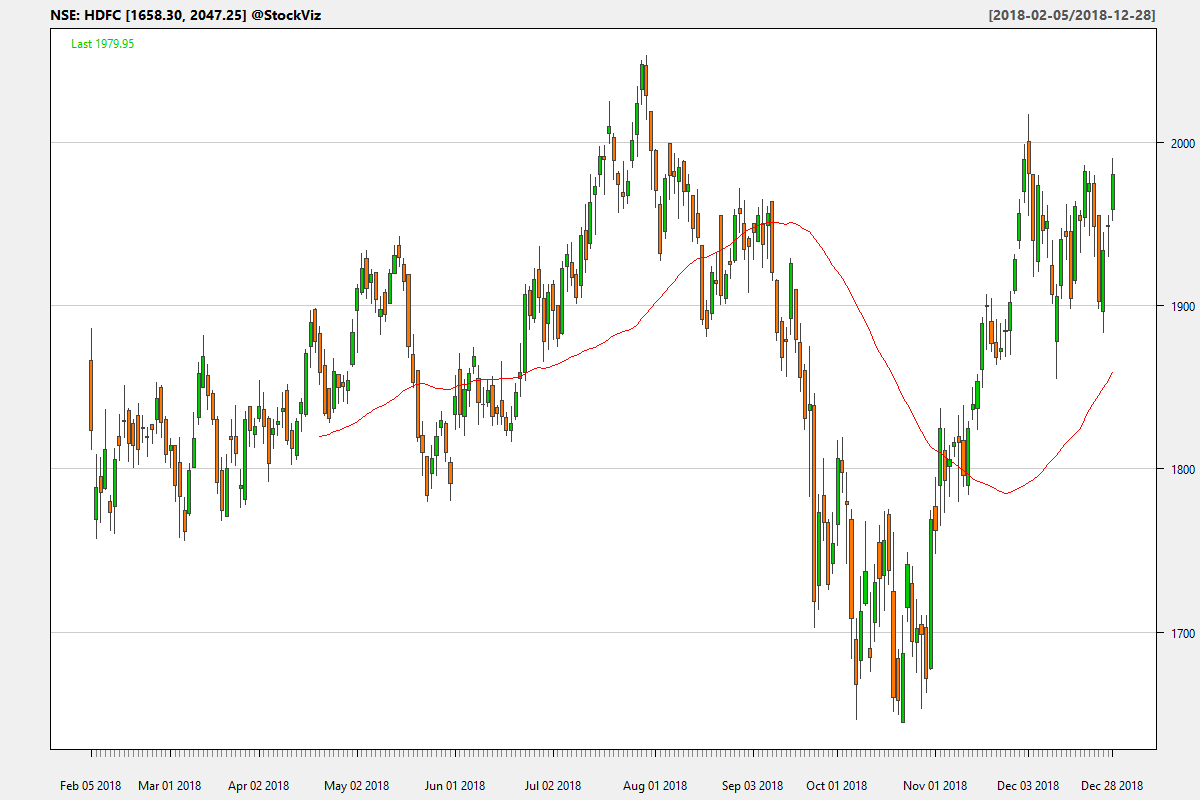 NSE: HDFC [1658.30, 2047.25] @StockViz
[2018-02-05/2018-12-28]
Last 1979.95
2000
1900
1800
1700
Feb 05 2018 Mar 01 2018 Apr 02 2018 May 02 2018 Jun 01 2018 Jul 02 2018 Aug 01 2018 Sep 03 2018 Oct 01 2018 Nov 01 2018 Dec 03 2018 Dec 28 2018